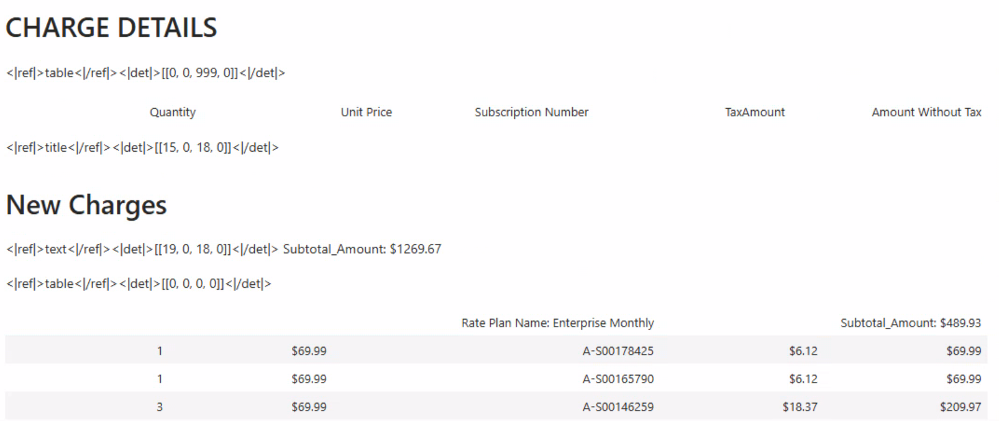 CHARGE DETAILS
<|ref|>table<|/ref|><|det|>[[0, 0, 999, 0]]<|/det|>
Quantity Unit Price Subscription Number TaxAmount Amount Without Tax
<|ref|>title<|/ref|><|det|>[[15, 0, 18, 0]]<|/det|>
New Charges
<|ref|>text<|/ref|><|det|>[[19, 0, 18, 0]]<|/det|> Subtotal_Amount: $1269.67
<|ref|>table<|/ref|><|det|>[[0, 0, 0, 0]]<|/det|>
Rate Plan Name: Enterprise Monthly Subtotal_Amount: $489.93
1 $69.99 A-S00178425 $6.12 $69.99
1 $69.99 A-S00165790 $6.12 $69.99
3 $69.99 A-S00146259 $18.37 $209.97